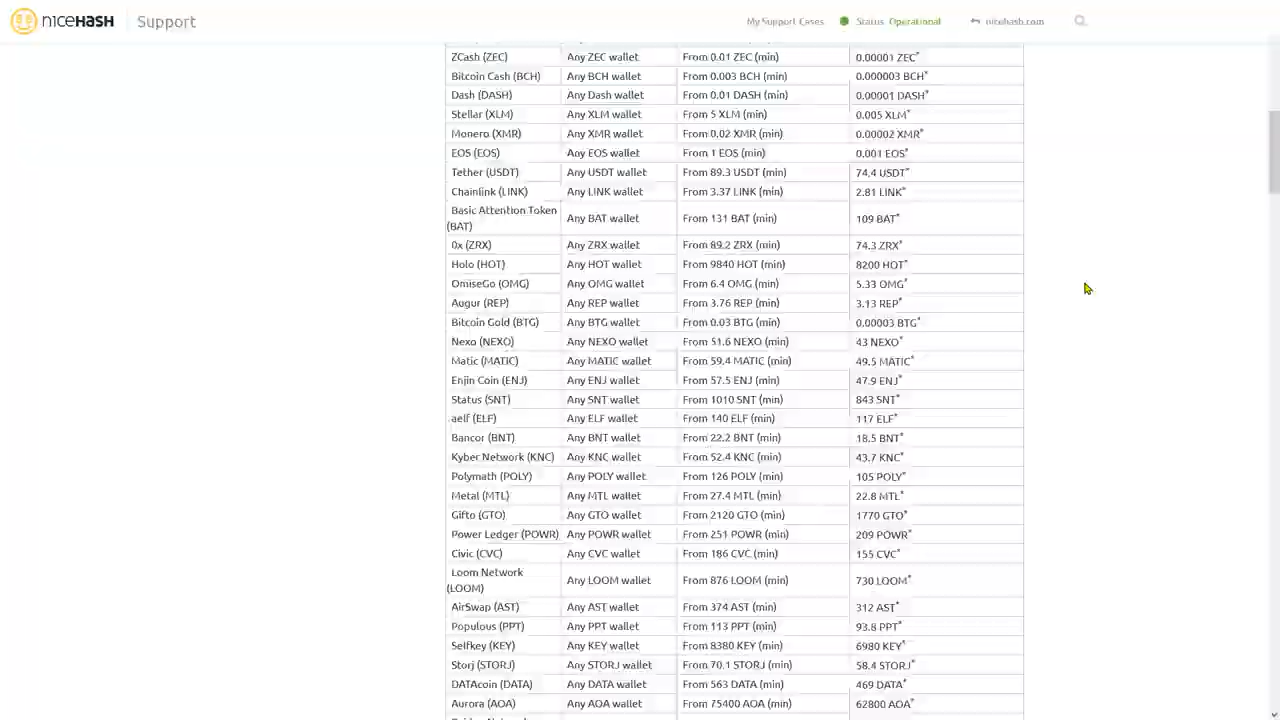 NICEHASH Support My Support Cases Status Operational nicehash.com
ZCash (ZEC) Any ZEC wallet From 0.01 ZEC (min) 0.00001 ZEC*
Bitcoin Cash (BCH) Any BCH wallet From 0.003 BCH (min) 0.000003 BCH*
Dash (DASH) Any Dash wallet From 0.01 DASH (min) 0.00001 DASH*
Stellar (XLM) Any XLM wallet From 5 XLM (min) 0.005 XLM*
Monero (XMR) Any XMR wallet From 0.02 XMR (min) 0.00002 XMR*
EOS (EOS) Any EOS wallet From 1 EOS (min) 0.001 EOS*
Tether (USDT) Any USDT wallet From 89.3 USDT (min) 74.4 USDT*
Chainlink (LINK) Any LINK wallet From 3.37 LINK (min) 2.81 LINK*
Basic Attention Token
(BAT) Any BAT wallet From 131 BAT (min) 109 BAT*
0x (ZRX) Any ZRX wallet From 89.2 ZRX (min) 74.3 ZRX*
Holo (HOT) Any HOT wallet From 9840 HOT (min) 8200 HOT*
OmiseGo (OMG) Any OMG wallet From 6.4 OMG (min) 5.33 OMG*
Augur (REP) Any REP wallet From 3.76 REP (min) 3.13 REP*
Bitcoin Gold (BTG) Any BTG wallet From 0.03 BTG (min) 0.00003 BTG*
Nexo (NEXO) Any NEXO wallet From 51.6 NEXO (min) 43 NEXO*
Matic (MATIC) Any MATIC wallet From 59.4 MATIC (min) 49.5 MATIC*
Enjin Coin (ENJ) Any ENJ wallet From 57.5 ENJ (min) 47.9 ENJ*
Status (SNT) Any SNT wallet From 1010 SNT (min) 843 SNT*
aelf (ELF) Any ELF wallet From 140 ELF (min) 117 ELF*
Bancor (BNT) Any BNT wallet From 22.2 BNT (min) 18.5 BNT*
Kyber Network (KNC) Any KNC wallet From 52.4 KNC (min) 43.7 KNC*
Polymath (POLY) Any POLY wallet From 126 POLY (min) 105 POLY*
Metal (MTL) Any MTL wallet From 27.4 MTL (min) 22.8 MTL*
Gifto (GTO) Any GTO wallet From 2120 GTO (min) 1770 GTO*
Power Ledger (POWR) Any POWR wallet From 251 POWR (min) 209 POWR*
Civic (CVC) Any CVC wallet From 186 CVC (min) 155 CVC*
Loom Network
(LOOM) Any LOOM wallet From 876 LOOM (min) 730 LOOM*
AirSwap (AST) Any AST wallet From 374 AST (min) 312 AST*
Populous (PPT) Any PPT wallet From 113 PPT (min) 93.8 PPT*
Selfkey (KEY) Any KEY wallet From 8380 KEY (min) 6980 KEY*
Storj (STORJ) Any STORJ wallet From 70.1 STORJ (min) 58.4 STORJ*
DATAcoin (DATA) Any DATA wallet From 563 DATA (min) 469 DATA*
Aurora (AOA) Any AOA wallet From 75400 AOA (min) 62800 AOA*